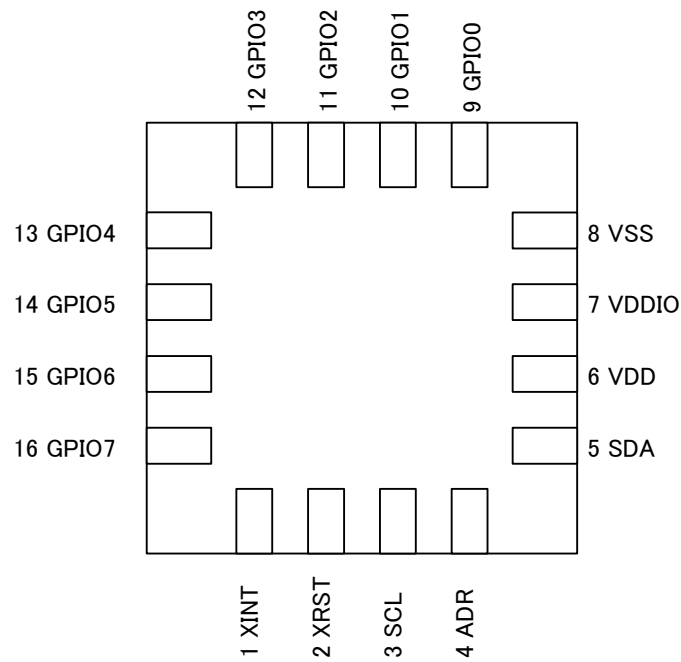 12 GPIO3
11 GPIO2
10 GPIO1
9 GPIO0
13 GPIO4
8 VSS
14 GPIO5
7 VDDIO
15 GPIO6
6 VDD
16 GPIO7
5 SDA
1 XINT
2 XRST
3 SCL
4 ADR